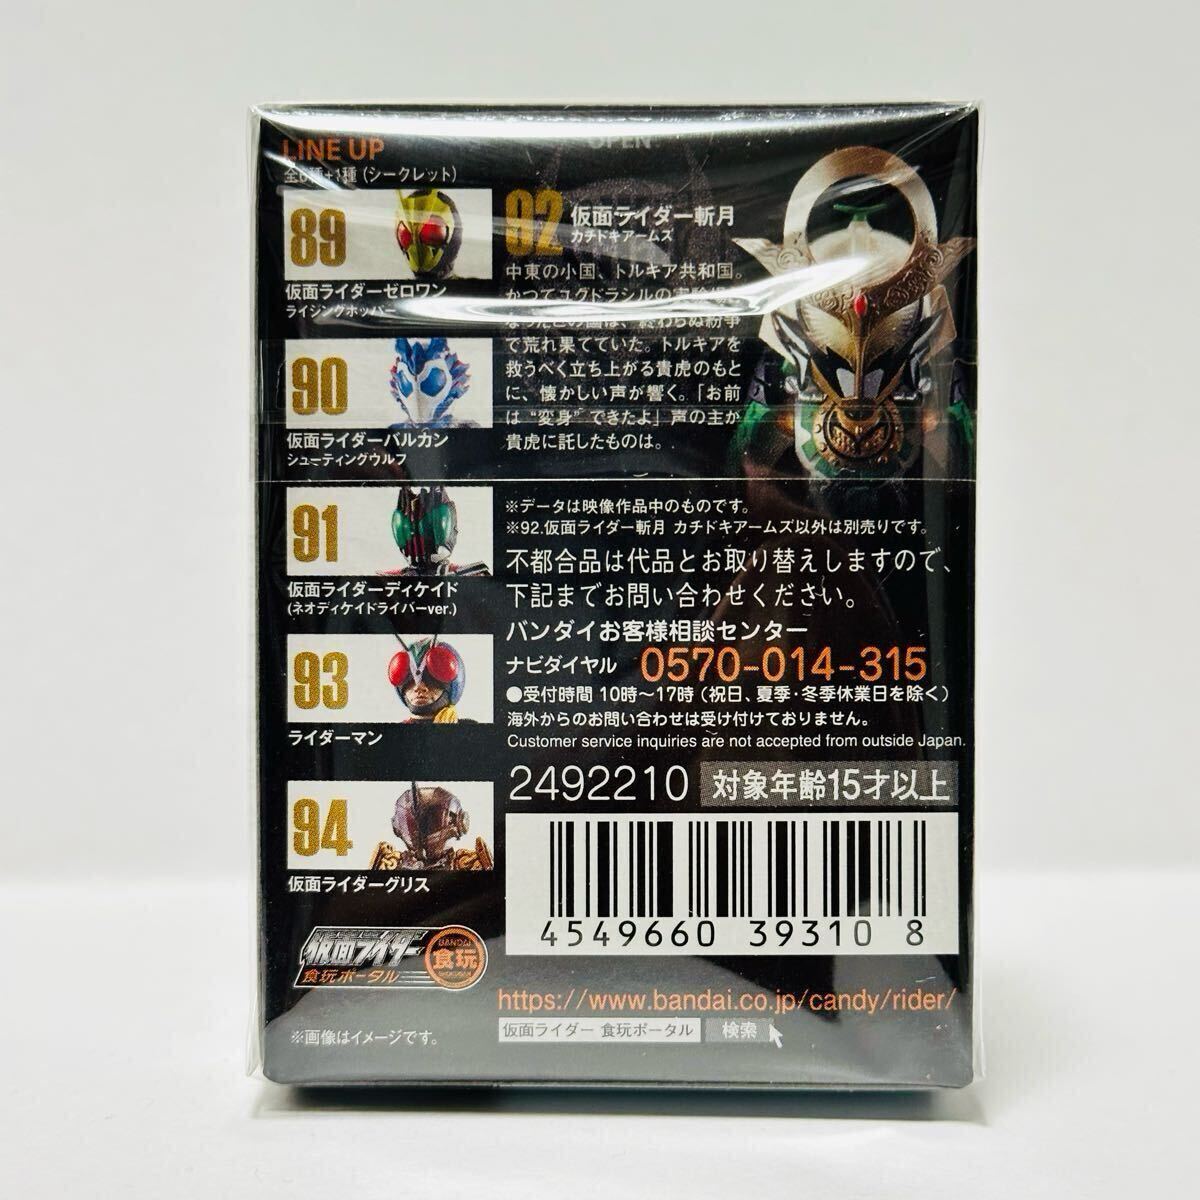 OPEN
LINE UP
全6種+1種(シークレット)
89
仮面ライダーゼロワン
ライジングホッパー
90
仮面ライダーバルカン
シューティングウルフ
91
仮面ライダーディケイド
(ネオディケイドライバーver.)
93
ライダーマン
94
仮面ライダーグリス
仮面ライダー
食玩ポータル
BANDAI
食玩
※画像はイメージです。
92 仮面ライダー斬月
カチドキアームズ
中東の小国、トルキア共和国。
かつてユグドラシルの実験場と
なったこの国は、終わらぬ紛争
で荒れ果てていた。トルキアを
救うべく立ち上がる貴虎のもと
に、懐かしい声が響く。「お前
は“変身”できたよ」声の主が
貴虎に託したものは。
※データは映像作品中のものです。
※92.仮面ライダー斬月 カチドキアームズ以外は別売りです。
不都合品は代品とお取り替えしますので、
下記までお問い合わせください。
バンダイお客様相談センター
ナビダイヤル 0570-014-315
●受付時間 10時〜17時(祝日、夏季・冬季休業日を除く)
海外からのお問い合わせは受け付けておりません。
Customer service inquiries are not accepted from outside Japan.
2492210 対象年齢15才以上
4549660 39310 8
https://www.bandai.co.jp/candy/rider/
仮面ライダー 食玩ポータル 検索